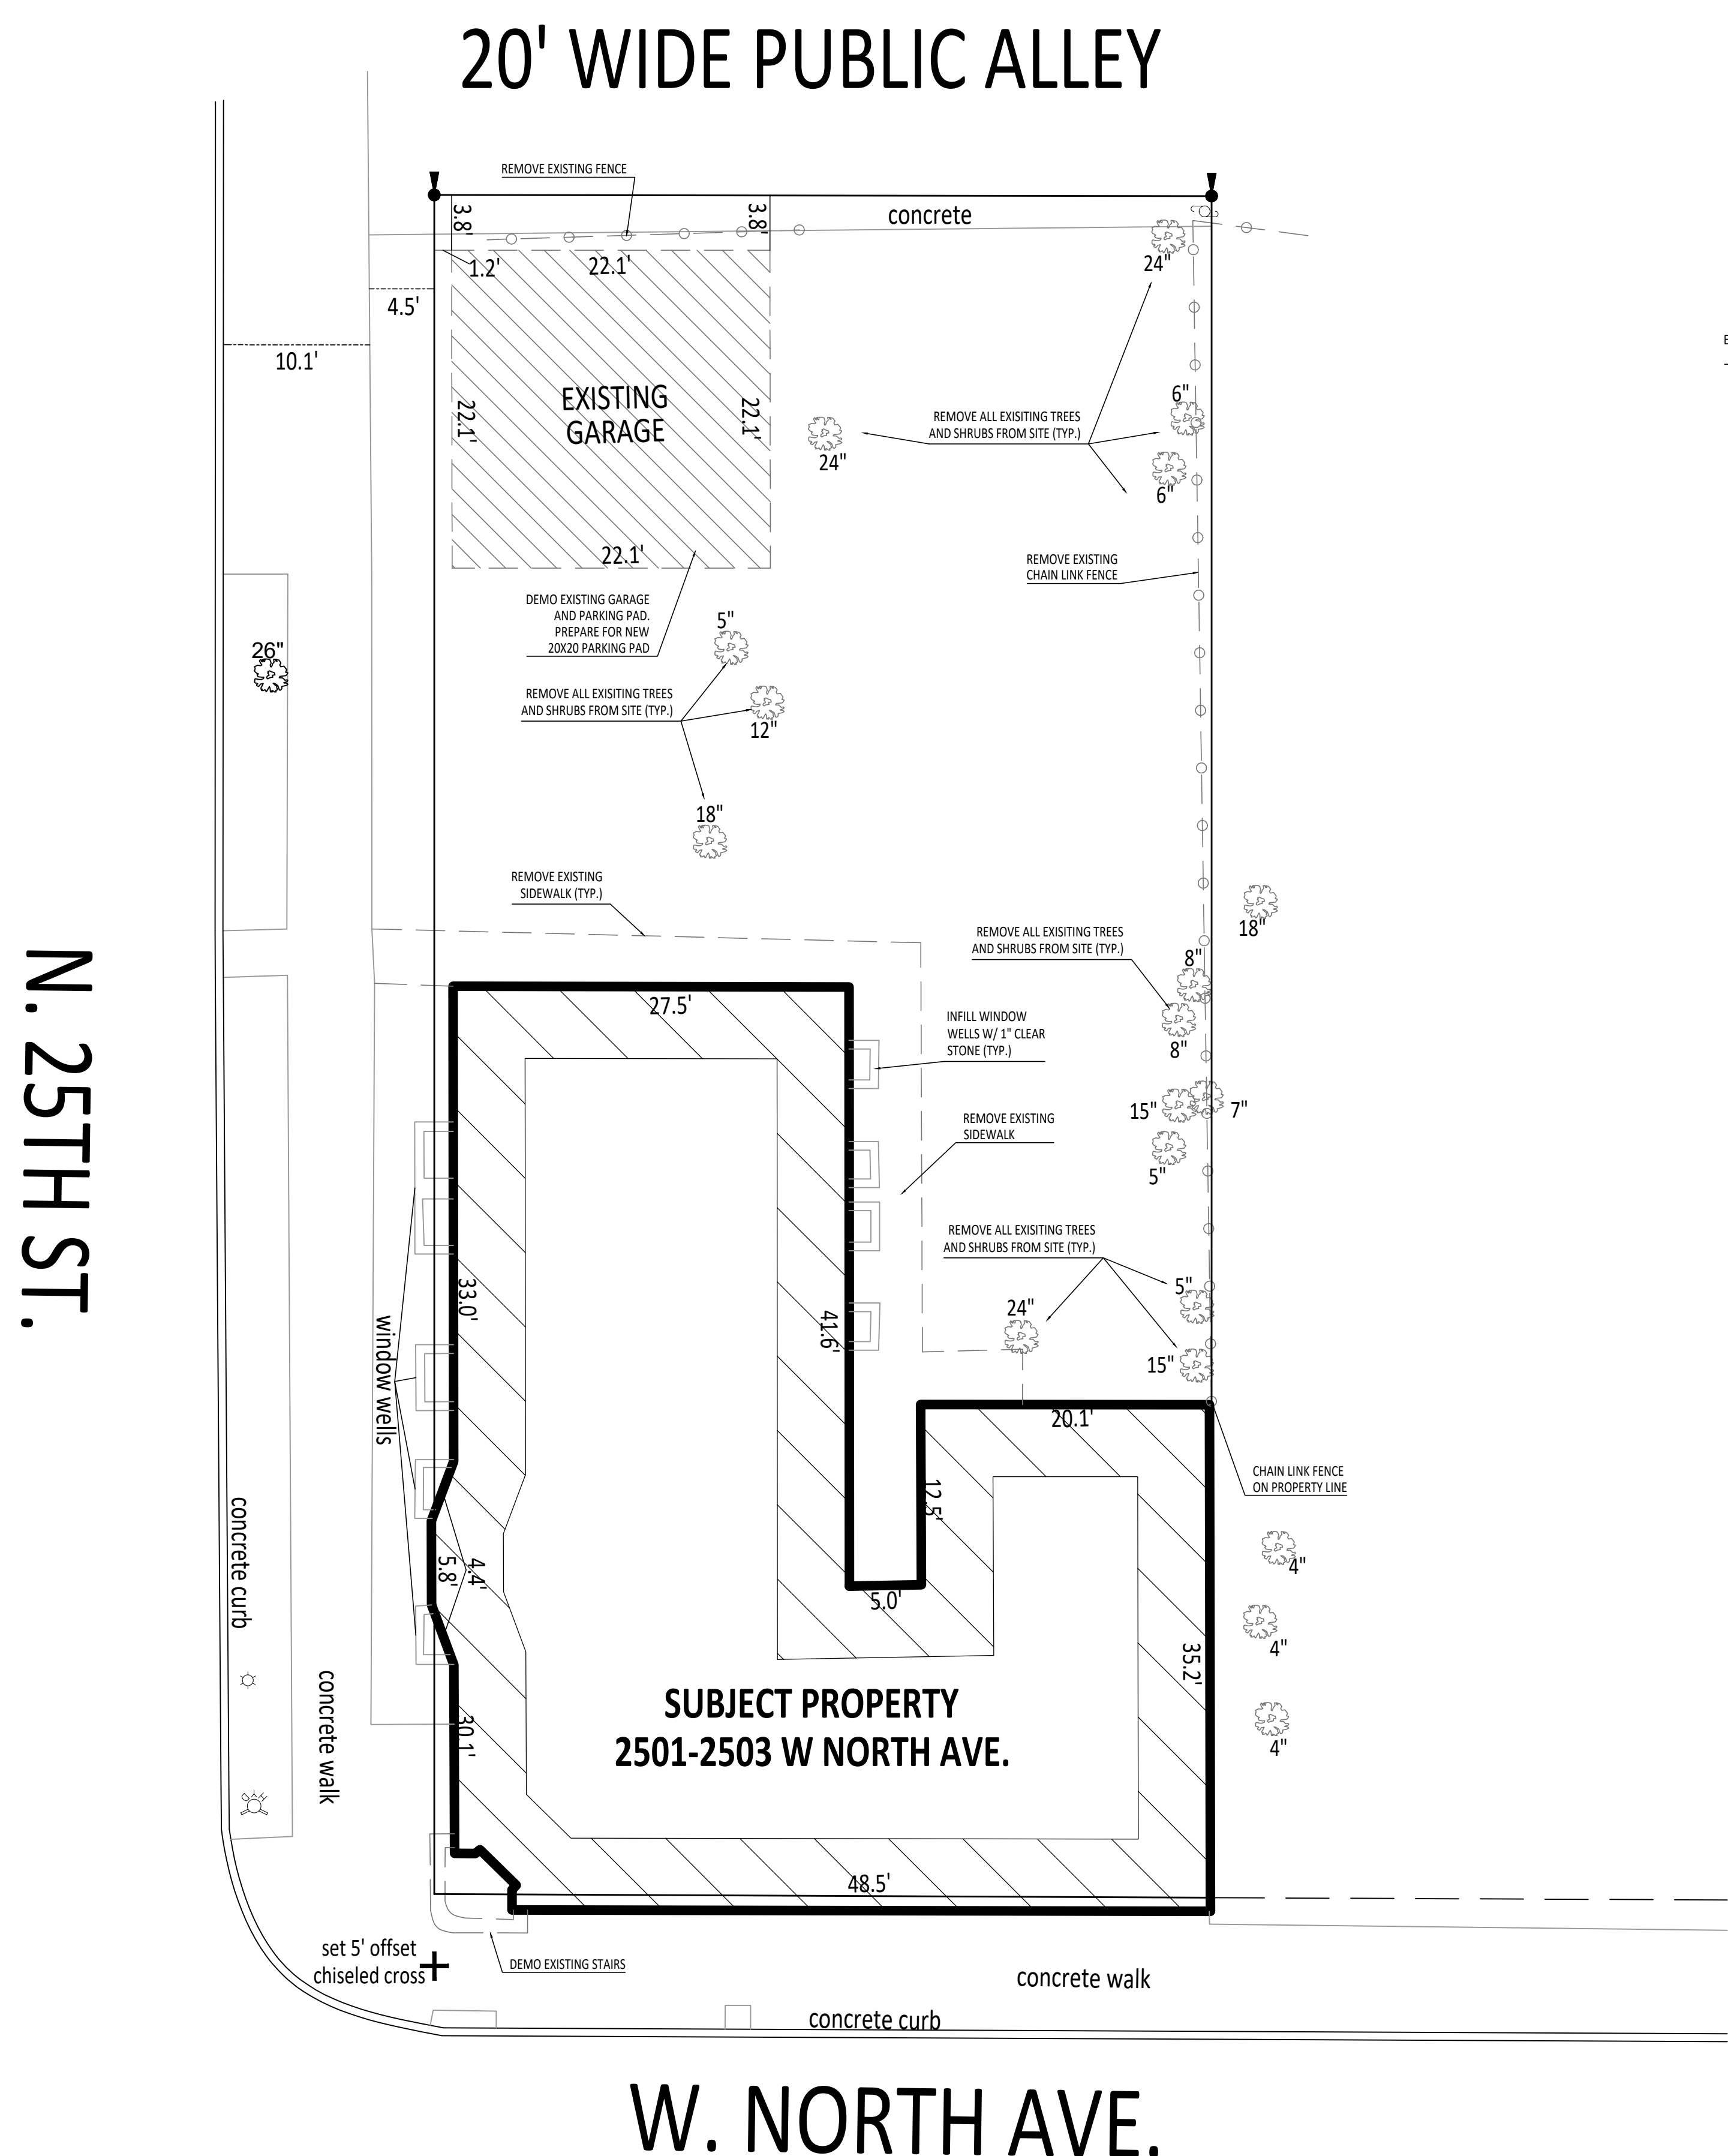 20' WIDE PUBLIC ALLEY
REMOVE EXISTING FENCE
3.8'
3.8'
concrete
1.2'
22.1'
24"
4.5'
10.1'
EXISTING
GARAGE
22.1'
22.1'
22.1'
24"
REMOVE ALL EXISITING TREES
AND SHRUBS FROM SITE (TYP.)
6"
6"
REMOVE EXISTING
CHAIN LINK FENCE
DEMO EXISTING GARAGE
AND PARKING PAD.
PREPARE FOR NEW
20X20 PARKING PAD
5"
26"
REMOVE ALL EXISITING TREES
AND SHRUBS FROM SITE (TYP.)
12"
18"
REMOVE EXISTING
SIDEWALK (TYP.)
18"
REMOVE ALL EXISITING TREES
AND SHRUBS FROM SITE (TYP.)
8"
8"
N. 25TH ST.
27.5'
INFILL WINDOW
WELLS W/ 1" CLEAR
STONE (TYP.)
15"
7"
REMOVE EXISTING
SIDEWALK
5"
REMOVE ALL EXISITING TREES
AND SHRUBS FROM SITE (TYP.)
5"
24"
15"
33.0'
41.6'
window wells
20.1'
12.5'
CHAIN LINK FENCE
ON PROPERTY LINE
concrete curb
5.8'
4.4'
5.0'
4"
4"
4"
35.2'
concrete walk
30.1'
SUBJECT PROPERTY
2501-2503 W NORTH AVE.
48.5'
set 5' offset
chiseled cross
DEMO EXISTING STAIRS
concrete walk
concrete curb
W. NORTH AVE.